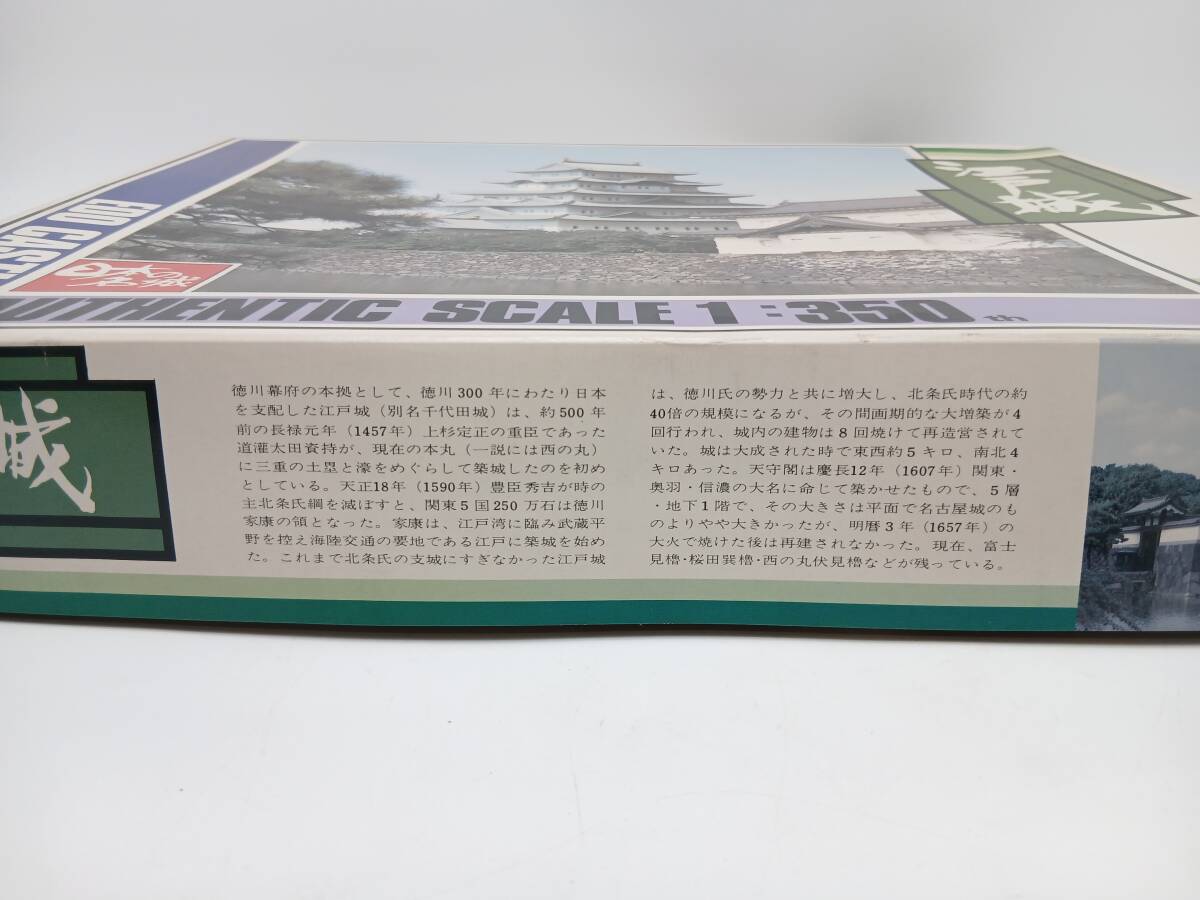 EDO CAST
江戸城
日本の城
UTHENTIC SCALE 1:350th
城
徳川幕府の本拠として、徳川300年にわたり日本
を支配した江戸城（別名千代田城）は、約500年
前の長禄元年（1457年）上杉定正の重臣であった
道灌太田資持が、現在の本丸（一説には西の丸）
に三重の土塁と濠をめぐらして築城したのを初め
としている。天正18年（1590年）豊臣秀吉が時の
主北条氏綱を滅ぼすと、関東5国250万石は徳川
家康の領となった。家康は、江戸湾に臨み武蔵平
野を控え海陸交通の要地である江戸に築城を始め
た。これまで北条氏の支城にすぎなかった江戸城
は、徳川氏の勢力と共に増大し、北条氏時代の約
40倍の規模になるが、その間画期的な大増築が4
回行われ、城内の建物は8回焼けて再造営されて
いた。城は大成された時で東西約5キロ、南北4
キロあった。天守閣は慶長12年（1607年）関東・
奥羽・信濃の大名に命じて築かせたもので、5層
・地下1階で、その大きさは平面で名古屋城のも
のよりやや大きかったが、明暦3年（1657年）の
大火で焼けた後は再建されなかった。現在、富士
見櫓・桜田巽櫓・西の丸伏見櫓などが残っている。